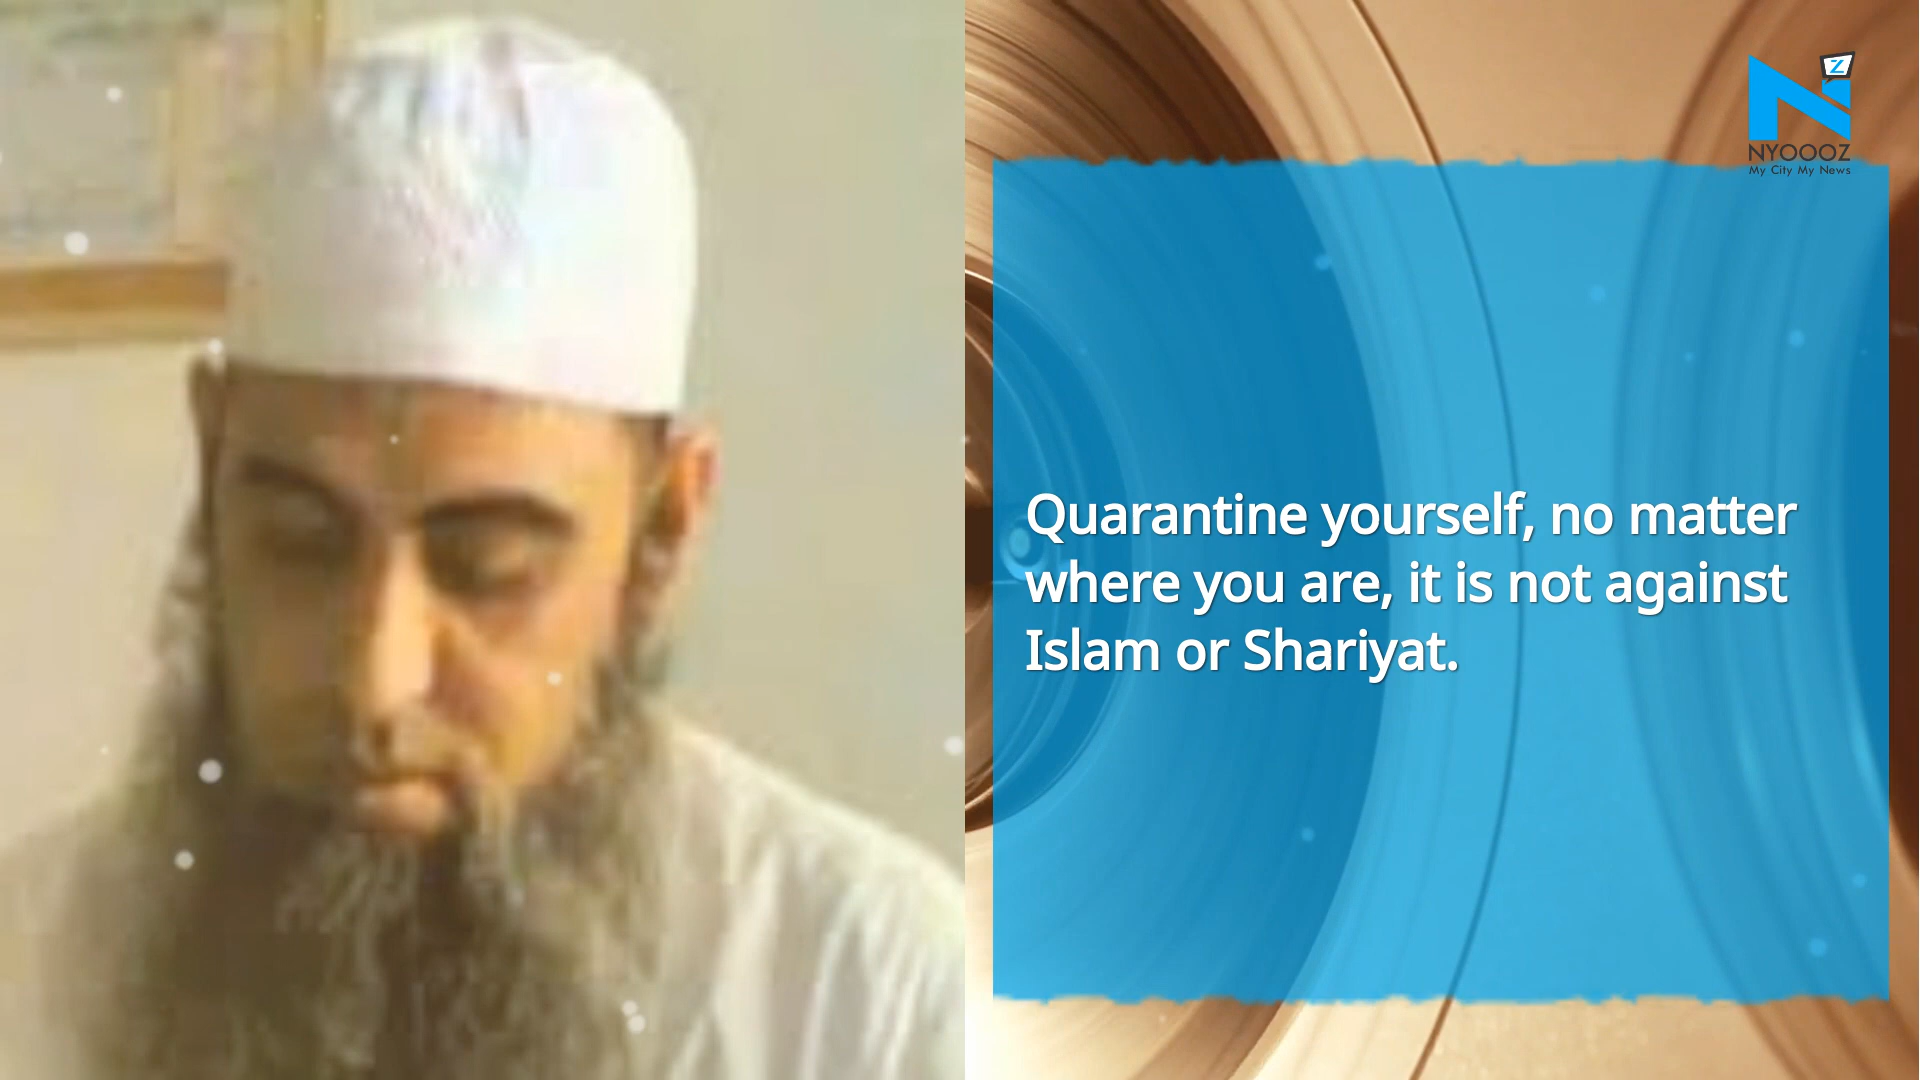 Z
NYOOOZ
My City My News
Quarantine yourself, no matter
where you are, it is not against
Islam or Shariyat.